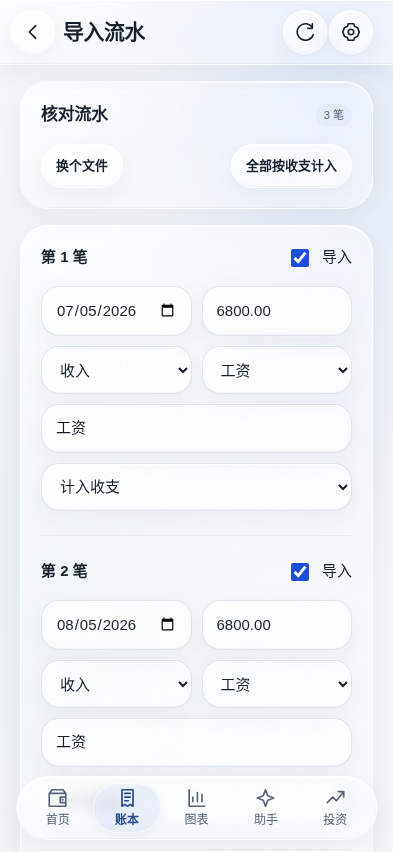 导入流水
核对流水
3 笔
换个文件
全部按收支计入
第 1 笔
导入
07/05/2026
6800.00
收入
工资
工资
计入收支
第 2 笔
导入
08/05/2026
6800.00
收入
工资
工资
首页
账本
图表
助手
投资